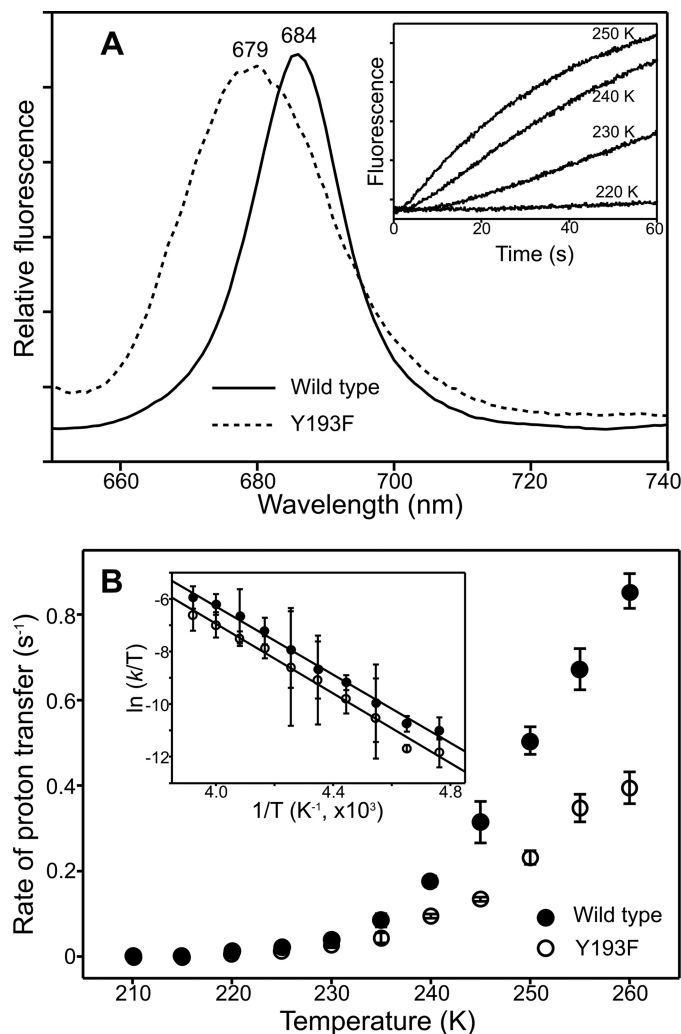 A
679
684
Relative fluorescence
Wild type
Y193F
660
680
700
720
740
Wavelength (nm)
Fluorescence
250 K
240 K
230 K
220 K
0
20
40
60
Time (s)
B
Rate of proton transfer (s⁻¹)
0.8
0.6
0.4
0.2
0
ln (k/T)
-6
-8
-10
-12
4.0
4.4
4.8
1/T (K⁻¹, x10³)
Wild type
Y193F
210
220
230
240
250
260
Temperature (K)